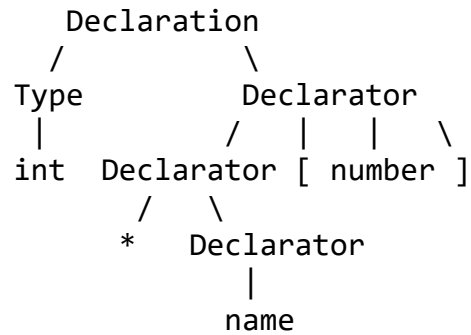 Declaration
/ \
Type Declarator
| / | | \
int Declarator [ number ]
/ \
* Declarator
|
name